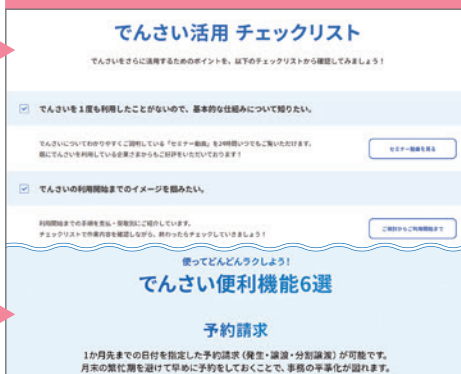 でんさい活用 チェックリスト
でんさいをさらに活用するためのポイントを、以下のチェックリストから確認してみましょう！
でんさいを1度も利用したことがないので、基本的な仕組みについて知りたい。
でんさいについてわかりやすくご説明している「セミナー動画」を24時間いつでもご覧いただけます。
既にでんさいを利用している企業さまからもご好評をいただいております！
セミナー動画を見る
でんさいの利用開始までのイメージを掴みたい。
利用開始までの手順を支払・受取別にご紹介しています。
チェックリストで作業内容を確認しながら、終わったらチェックしていきましょう！
ご検討からご利用開始まで
使ってどんどんラクしよう！
でんさい便利機能6選
予約請求
1か月先までの日付を指定した予約請求（発生・譲渡・分割譲渡）が可能です。
月末の繁忙期を避けて早めに予約をしておくことで、事務の平準化が図れます。